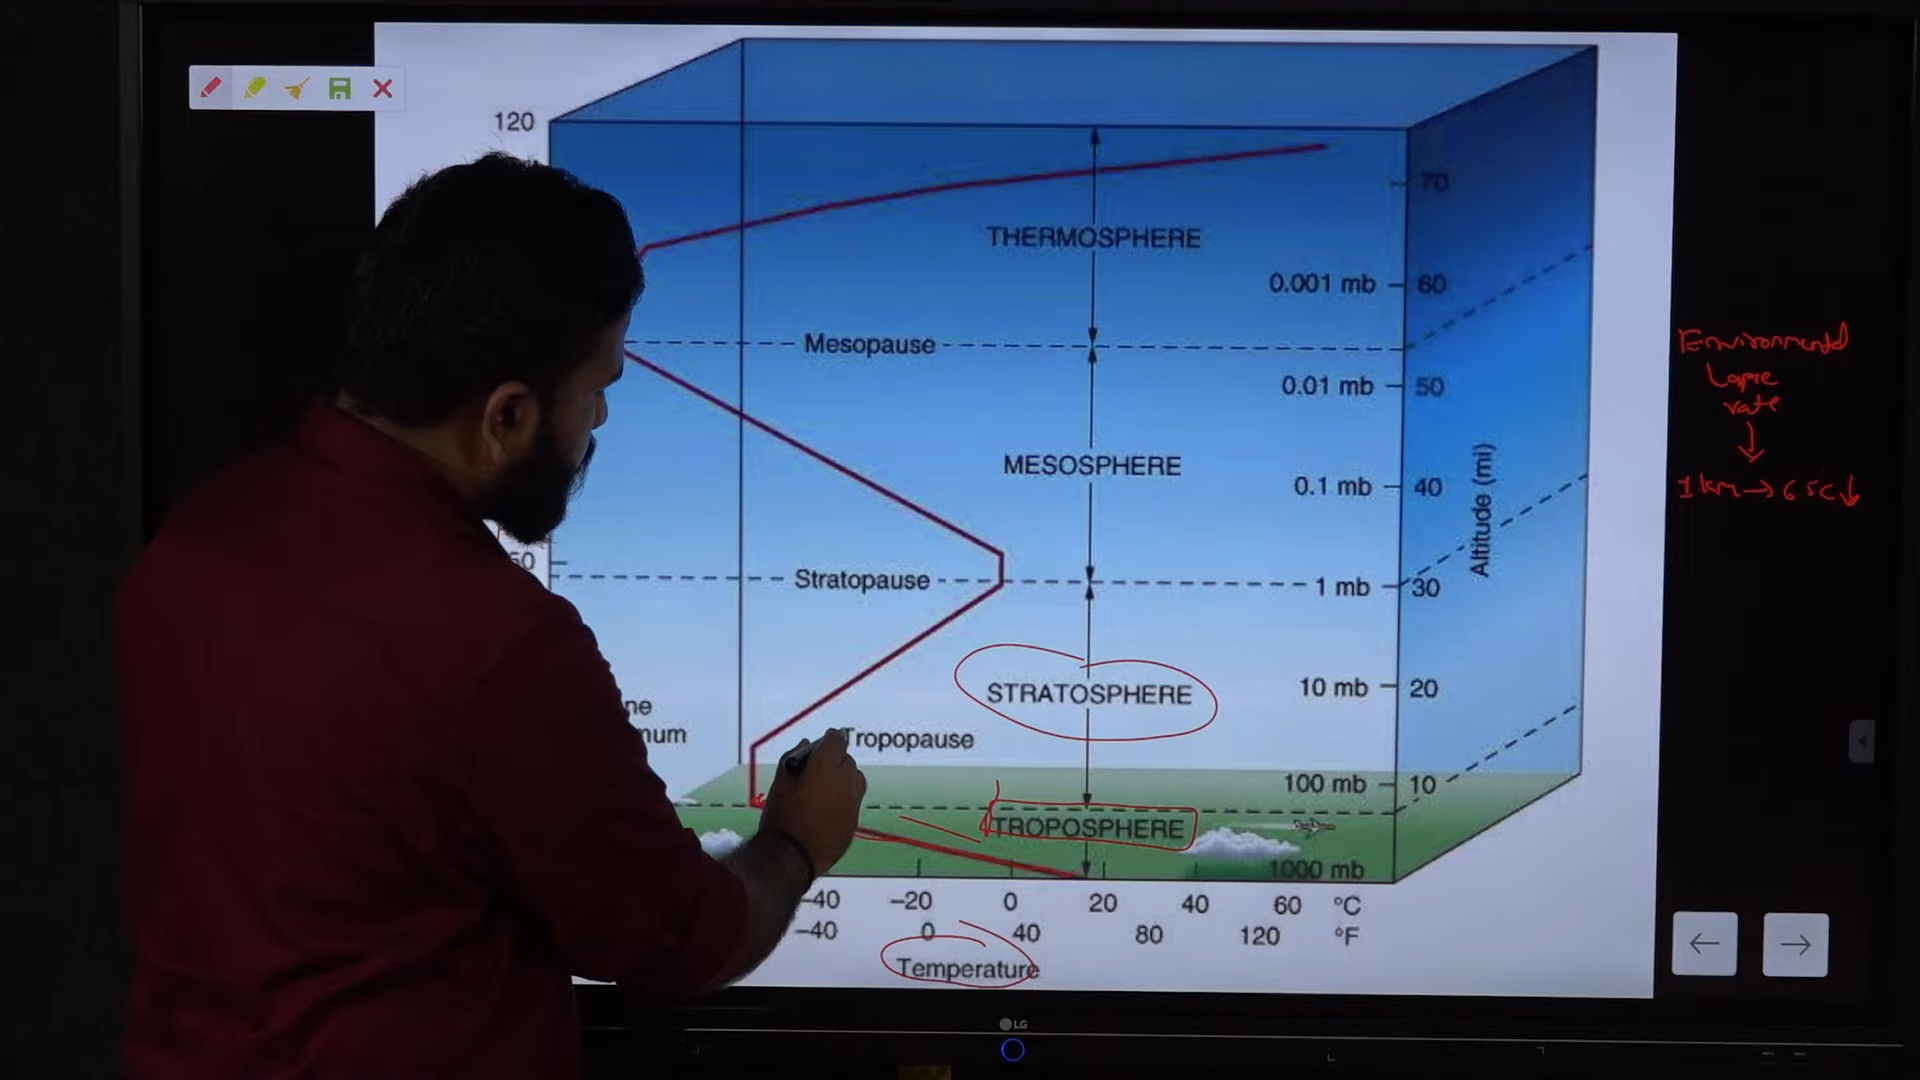 120
70
THERMOSPHERE
0.001 mb
60
Mesopause
0.01 mb
50
MESOSPHERE
0.1 mb
40
Altitude (mi)
Stratopause
1 mb
30
STRATOSPHERE
10 mb
20
Tropopause
100 mb
10
TROPOSPHERE
1000 mb
-40 -20 0 20 40 60 °C
-40 0 40 80 120 °F
Temperature
Environmental
lapse
rate
1 km → 6.5C↓
LG